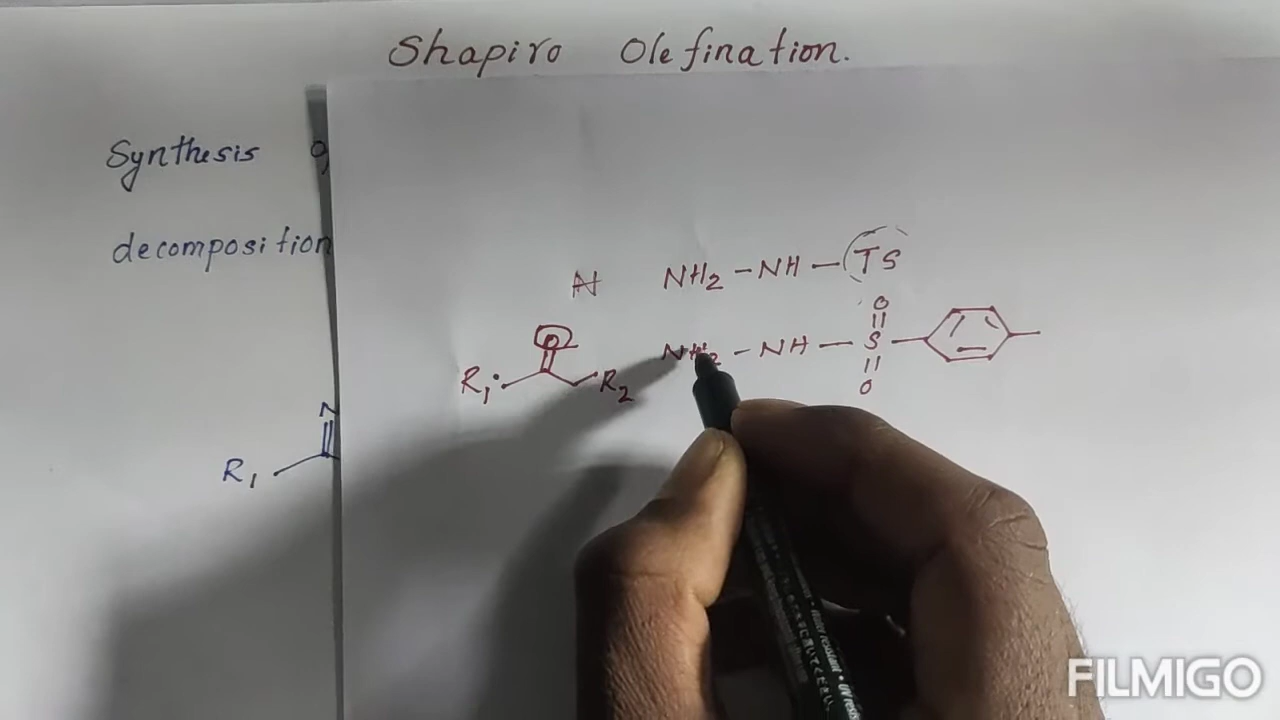 Shapiro Olefination.
Synthesis
decomposition
NH2 - NH - TS
O
O
R1 R2 NH2 - NH - S
O
N
R1
FILMIGO